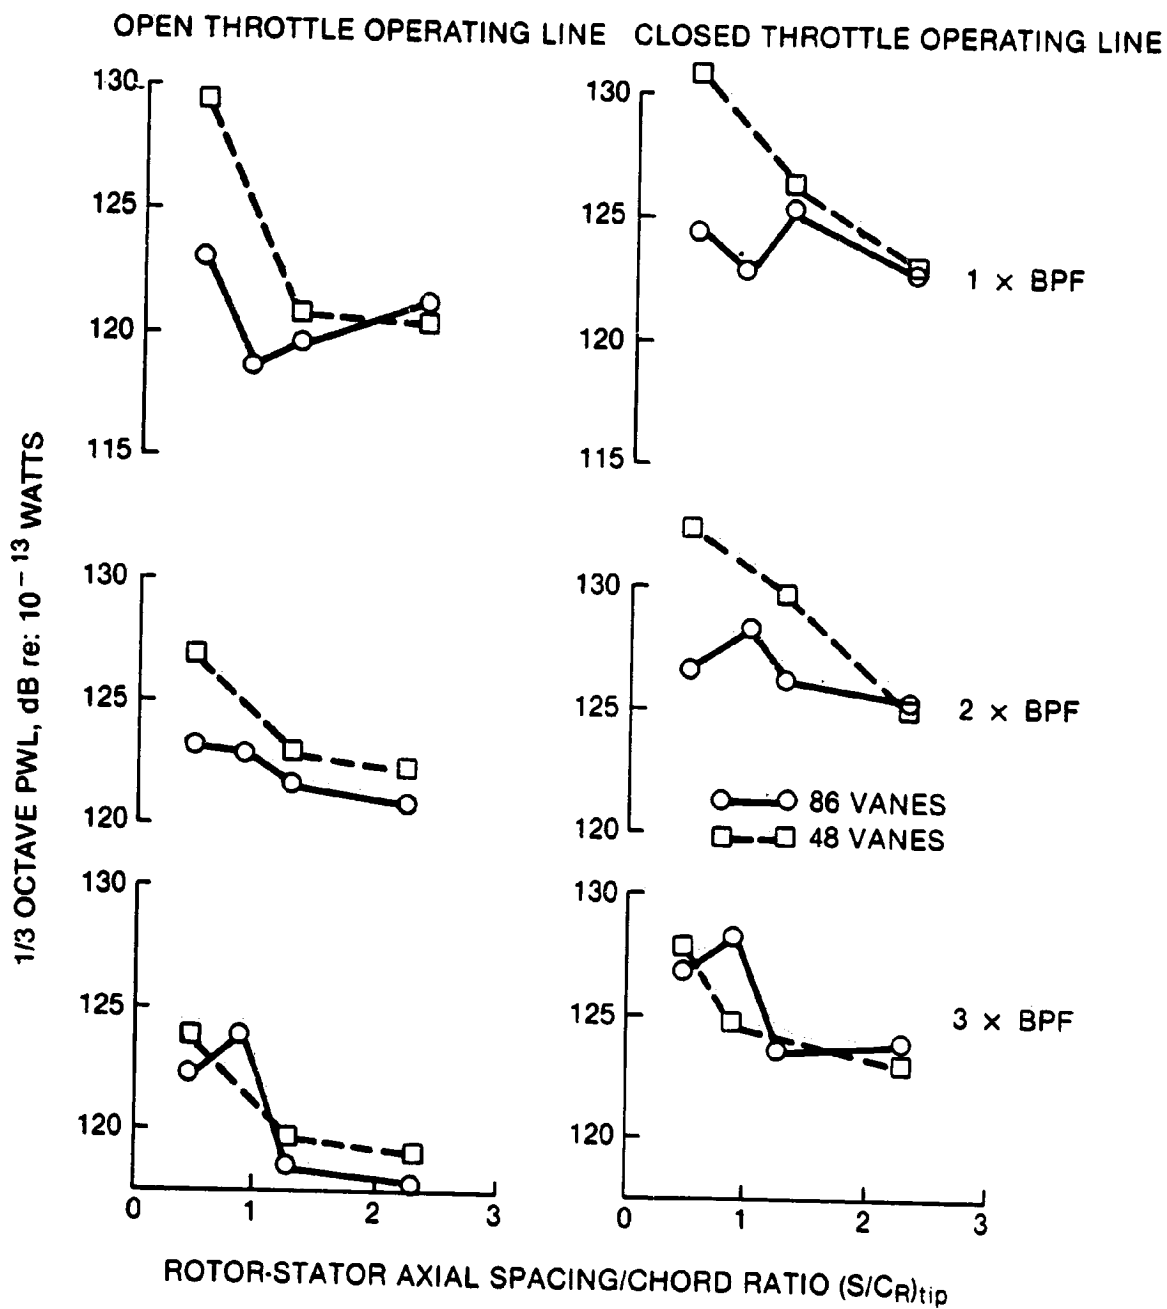 OPEN THROTTLE OPERATING LINE CLOSED THROTTLE OPERATING LINE
130
125
120
115
130
125
120
115
1 × BPF
1/3 OCTAVE PWL, dB re: 10⁻¹³ WATTS
130
125
120
130
125
120
2 × BPF
86 VANES
48 VANES
130
125
120
0 1 2 3
130
125
120
3 × BPF
0 1 2 3
ROTOR-STATOR AXIAL SPACING/CHORD RATIO (S/CR)tip